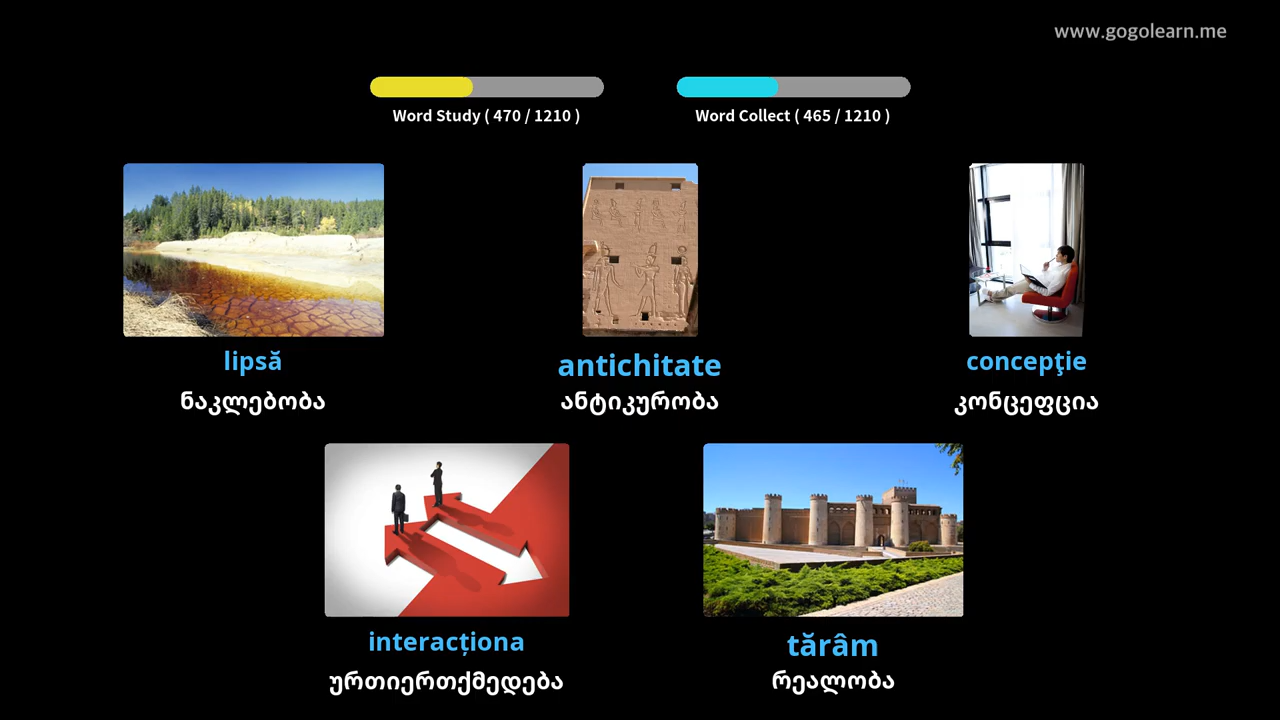 www.gogolearn.me
Word Study ( 470 / 1210 )
Word Collect ( 465 / 1210 )
lipsă
ნაკლებობა
antichitate
ანტიკურობა
concepţie
კონცეფცია
interacționa
ურთიერთქმედება
tărâm
რეალობა